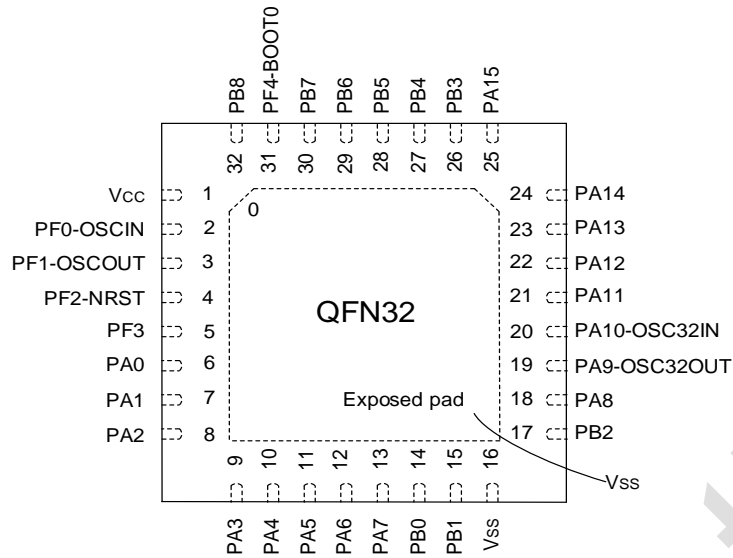 PB8
PF4-BOOT0
PB7
PB6
PB5
PB4
PB3
PA15
32
31
30
29
28
27
26
25
Vcc 1
PF0-OSCIN 2
PF1-OSCOUT 3
PF2-NRST 4
PF3 5
PA0 6
PA1 7
PA2 8
0
QFN32
Exposed pad
24 PA14
23 PA13
22 PA12
21 PA11
20 PA10-OSC32IN
19 PA9-OSC32OUT
18 PA8
17 PB2
Vss
9
10
11
12
13
14
15
16
PA3
PA4
PA5
PA6
PA7
PB0
PB1
Vss